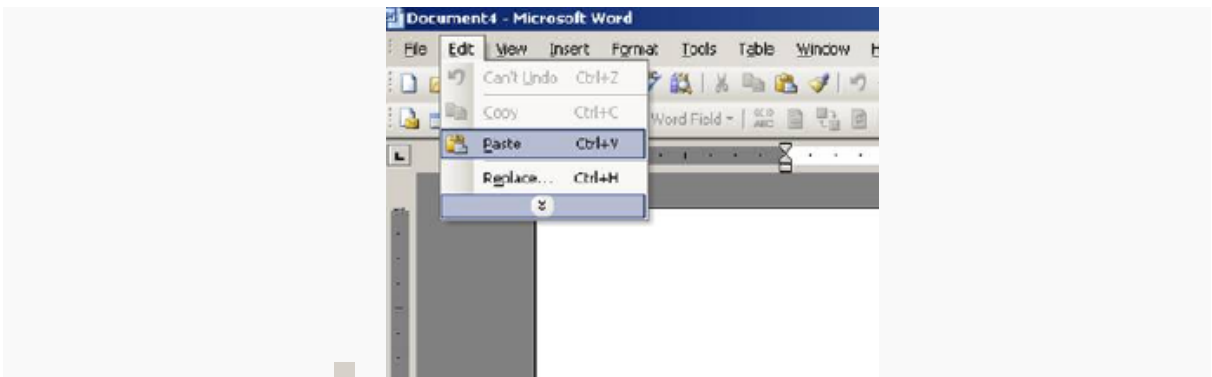 Document4 - Microsoft Word
File Edit View Insert Format Tools Table Window H
Can't Undo Ctrl+Z
Copy Ctrl+C Word Field
Paste Ctrl+V
Replace... Ctrl+H